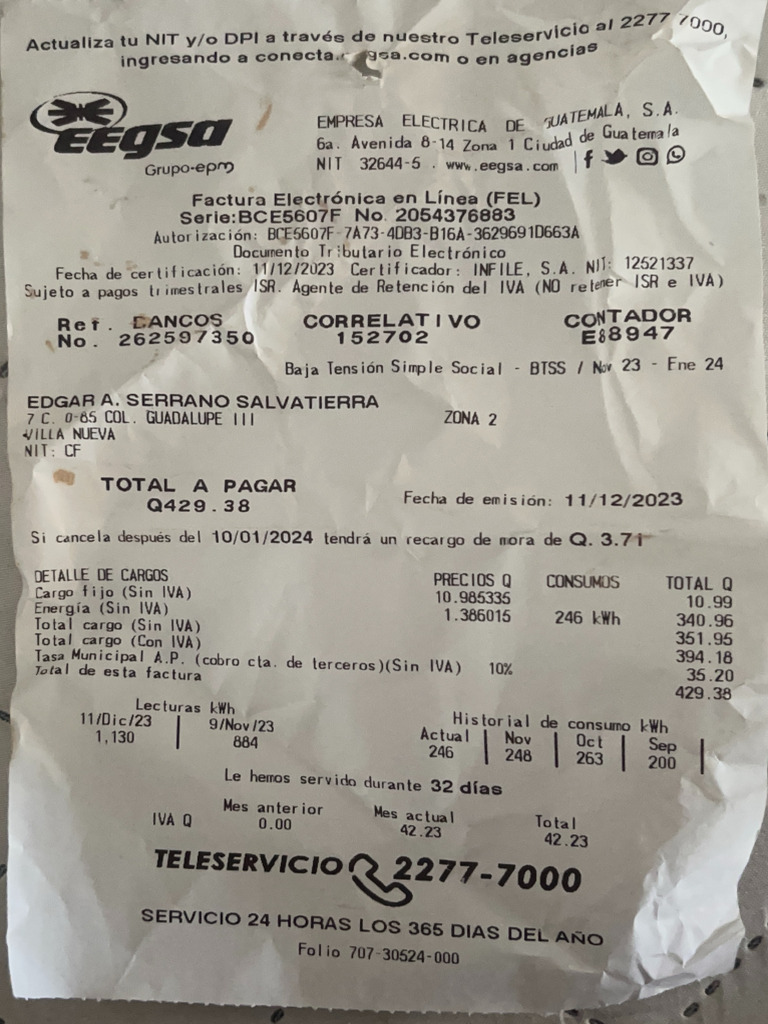 Actualiza tu NIT y/o DPI a través de nuestro Teleservicio al 2277 7000,
ingresando a conecta. gsa.com o en agencias
eegsa
Grupo-epm
EMPRESA ELECTRICA DE GUATEMALA, S.A.
6a. Avenida 8-14 Zona 1 Ciudad de Guatemala
NIT 32644-5 . www.eegsa.com
Factura Electrónica en Línea (FEL)
Serie:BCE5607F No. 2054376883
Autorización: BCE5607F-7A73-4DB3-B16A-3629691D663A
Documento Tributario Electrónico
Fecha de certificación: 11/12/2023 Certificador: INFILE, S.A. NIT: 12521337
Sujeto a pagos trimestrales ISR. Agente de Retención del IVA (NO retener ISR e IVA)
Ref. BANCOS CORRELATIVO CONTADOR
No. 262597350 152702 E88947
Baja Tensión Simple Social - BTSS / Nov 23 - Ene 24
EDGAR A. SERRANO SALVATIERRA
7 C. 0-85 COL. GUADALUPE III ZONA 2
VILLA NUEVA
NIT: CF
TOTAL A PAGAR
Q429.38
Fecha de emisión: 11/12/2023
Si cancela después del 10/01/2024 tendrá un recargo de mora de Q. 3.71
DETALLE DE CARGOS PRECIOS Q CONSUMOS TOTAL Q
Cargo fijo (Sin IVA) 10.985335 10.99
Energía (Sin IVA) 1.386015 246 kWh 340.96
Total cargo (Sin IVA) 351.95
Total cargo (Con IVA) 394.18
Tasa Municipal A.P. (cobro cta. de terceros)(Sin IVA) 10% 35.20
Total de esta factura 429.38
Lecturas kWh
11/Dic/23 9/Nov/23
1,130 884
Historial de consumo kWh
Actual Nov Oct Sep
246 248 263 200
Le hemos servido durante 32 días
Mes anterior Mes actual Total
IVA Q 0.00 42.23 42.23
TELESERVICIO 2277-7000
SERVICIO 24 HORAS LOS 365 DIAS DEL AÑO
Folio 707-30524-000